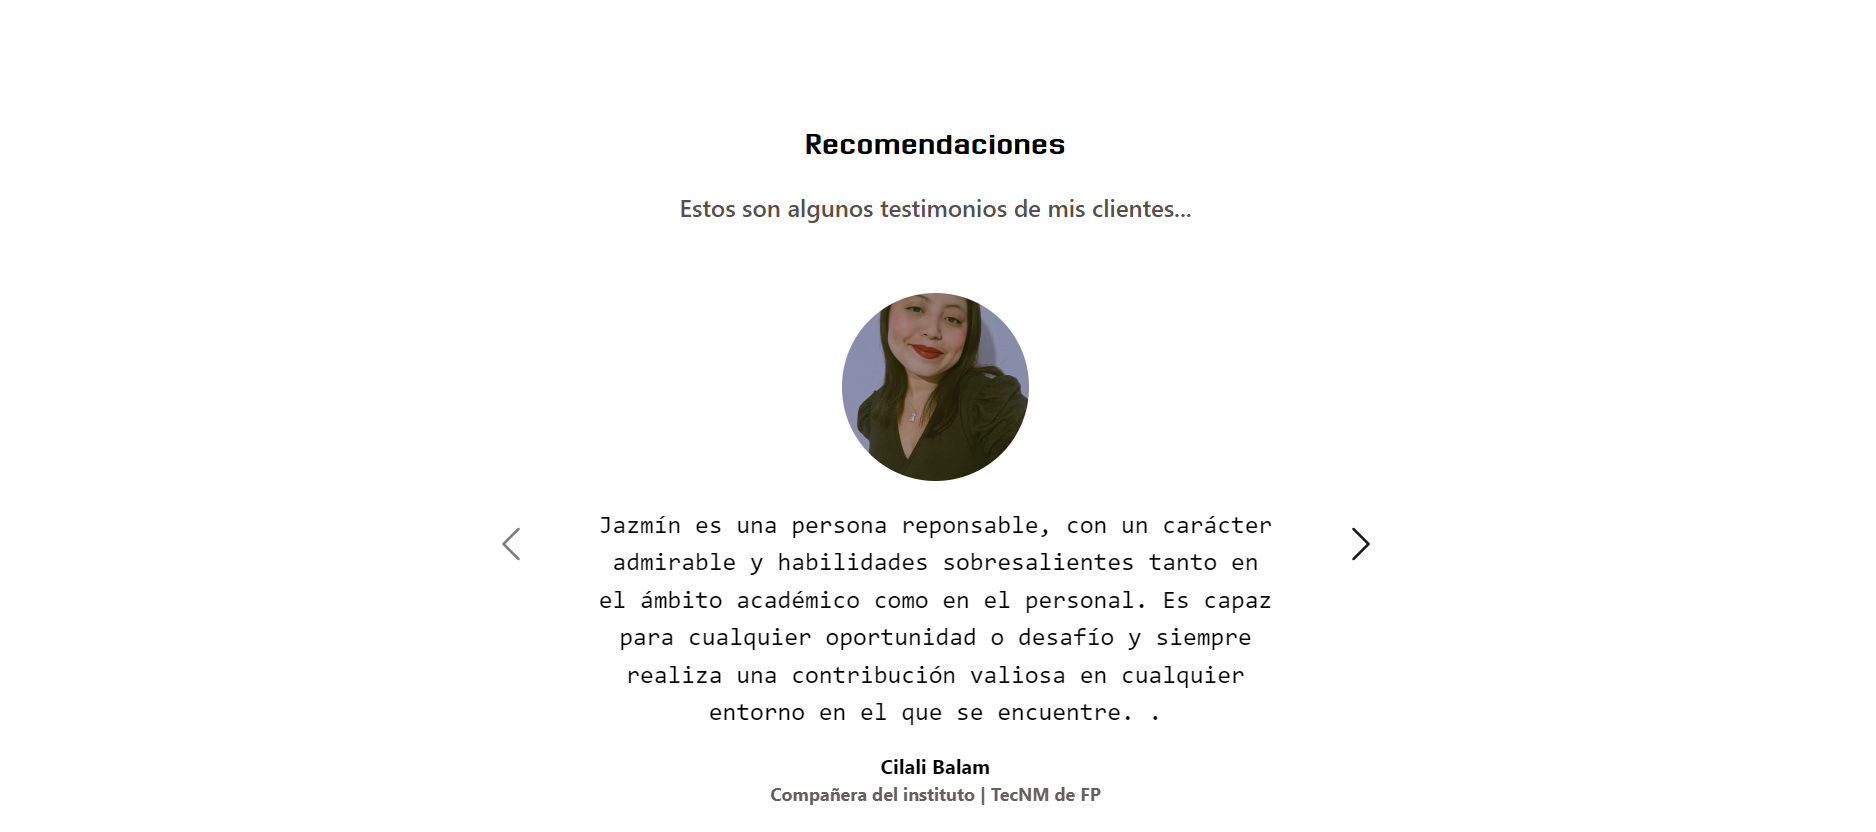 Recomendaciones
Estos son algunos testimonios de mis clientes...
Jazmín es una persona reponsable, con un carácter
admirable y habilidades sobresalientes tanto en
el ámbito académico como en el personal. Es capaz
para cualquier oportunidad o desafío y siempre
realiza una contribución valiosa en cualquier
entorno en el que se encuentre. .
Cilali Balam
Compañera del instituto | TecNM de FP